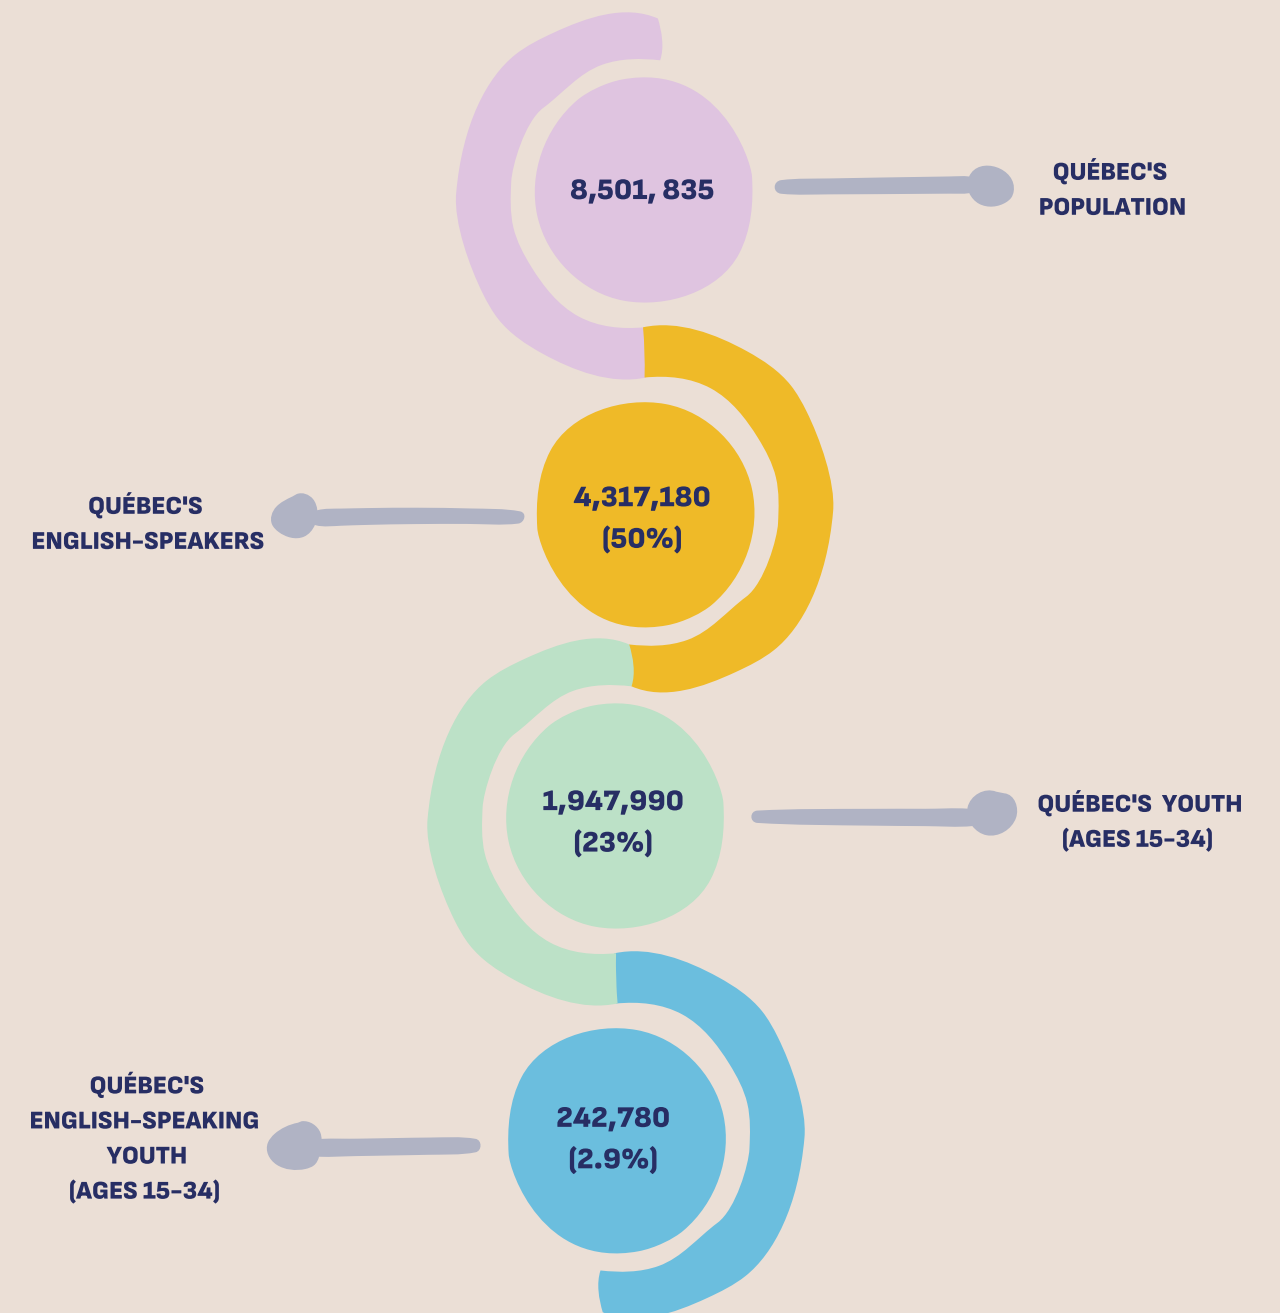 8,501, 835
QUÉBEC'S
POPULATION
QUÉBEC'S
ENGLISH-SPEAKERS
4,317,180
(50%)
1,947,990
(23%)
QUÉBEC'S YOUTH
(AGES 15-34)
QUÉBEC'S
ENGLISH-SPEAKING
YOUTH
(AGES 15-34)
242,780
(2.9%)